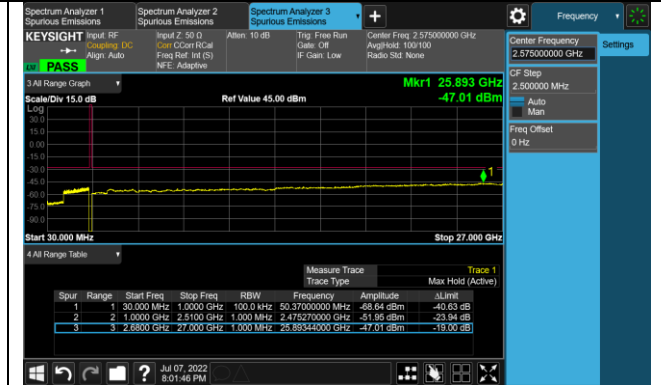 Spectrum Analyzer 1 Spurious Emissions
Spectrum Analyzer 2 Spurious Emissions
Spectrum Analyzer 3 Spurious Emissions
+
Frequency
KEYSIGHT Input: RF
Coupling: DC
Align: Auto
PASS
Input Z: 50 Ω
Corr CCorr RCal
Freq Ref: Int (S)
NFE: Adaptive
Atten: 10 dB
Trig: Free Run
Gate: Off
IF Gain: Low
Center Freq: 2.575000000 GHz
Avg|Hold: 100/100
Radio Std: None
Center Frequency
2.575000000 GHz
Settings
CF Step
2.500000 MHz
Auto
Man
Freq Offset
0 Hz
3 All Range Graph
Mkr1 25.893 GHz
Scale/Div 15.0 dB
Ref Value 45.00 dBm
-47.01 dBm
Log
30.0
15.0
0.00
-15.0
-30.0
-45.0
-60.0
-75.0
-90.0
1
Start 30.000 MHz
Stop 27.000 GHz
4 All Range Table
Measure Trace Trace 1
Trace Type Max Hold (Active)
Spur Range Start Freq Stop Freq RBW Frequency Amplitude ΔLimit
1 1 30.000 MHz 1.0000 GHz 100.0 kHz 50.37000000 MHz -68.64 dBm -40.63 dB
2 2 1.0000 GHz 2.5100 GHz 1.000 MHz 2.475270000 GHz -51.95 dBm -23.94 dB
3 3 2.6800 GHz 27.000 GHz 1.000 MHz 25.89344000 GHz -47.01 dBm -19.00 dB
?
Jul 07, 2022
8:01:46 PM